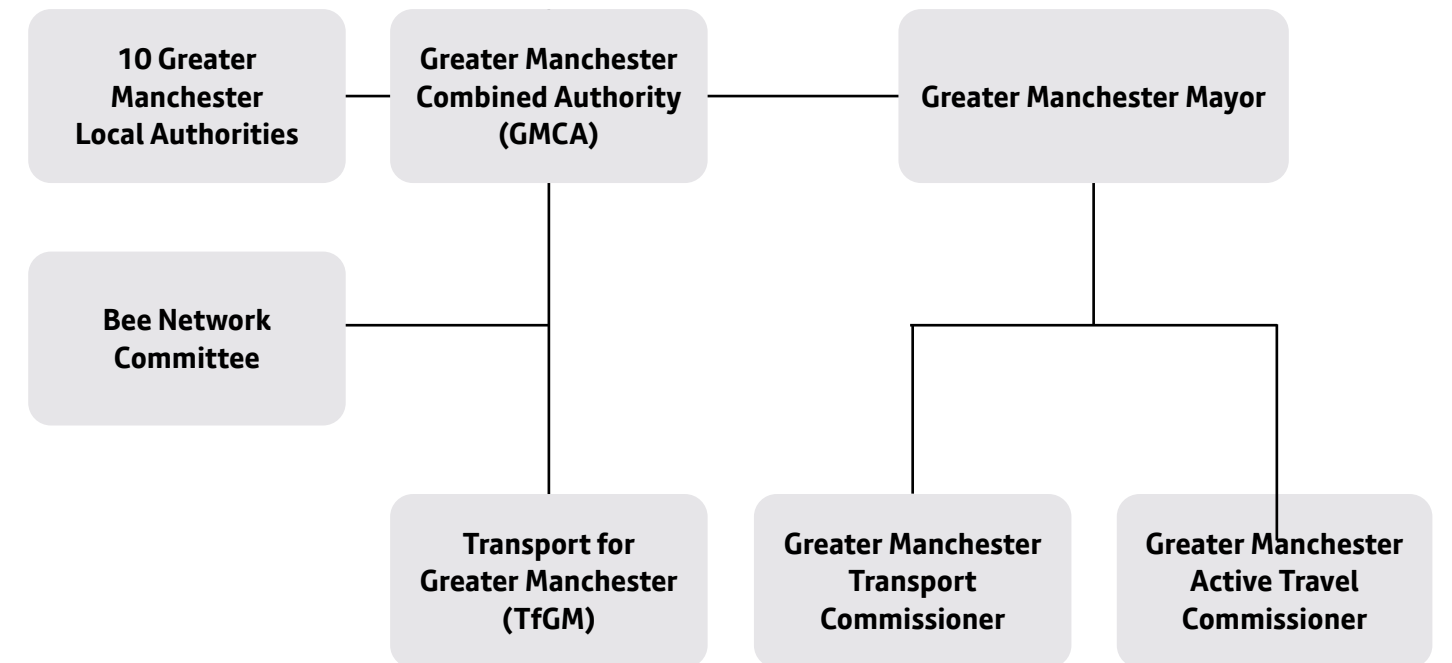 10 Greater
Manchester
Local Authorities
Greater Manchester
Combined Authority
(GMCA)
Greater Manchester Mayor
Bee Network
Committee
Transport for
Greater Manchester
(TfGM)
Greater Manchester
Transport
Commissioner
Greater Manchester
Active Travel
Commissioner